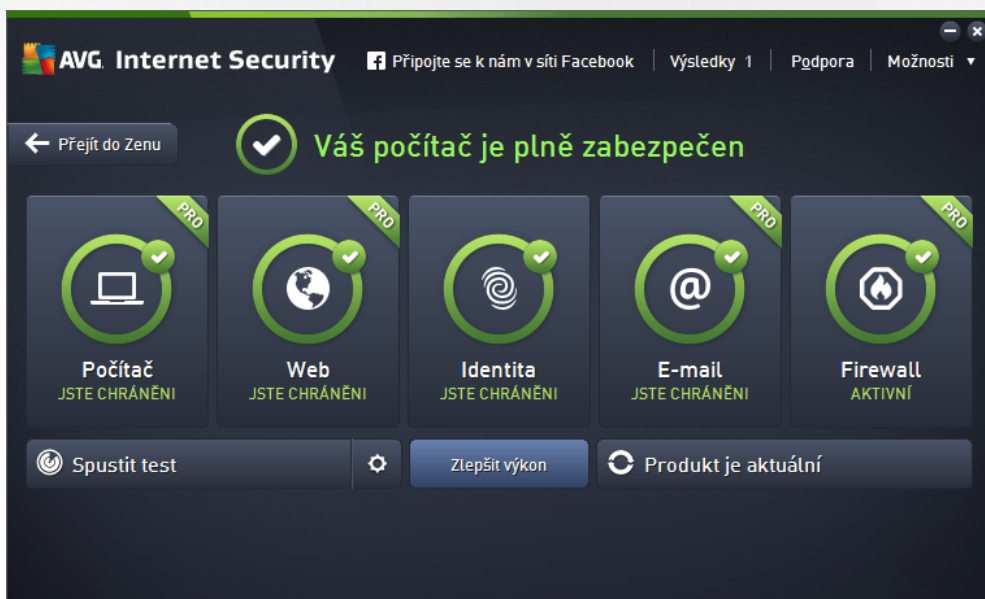 AVG. Internet Security
Připojte se k nám v síti Facebook
Výsledky 1
Podpora
Možnosti
Přejít do Zenu
Váš počítač je plně zabezpečen
PRO
PRO
PRO
PRO
Počítač
JSTE CHRÁNĚNI
Web
JSTE CHRÁNĚNI
Identita
JSTE CHRÁNĚNI
E-mail
JSTE CHRÁNĚNI
Firewall
AKTIVNÍ
Spustit test
Zlepšit výkon
Produkt je aktuální